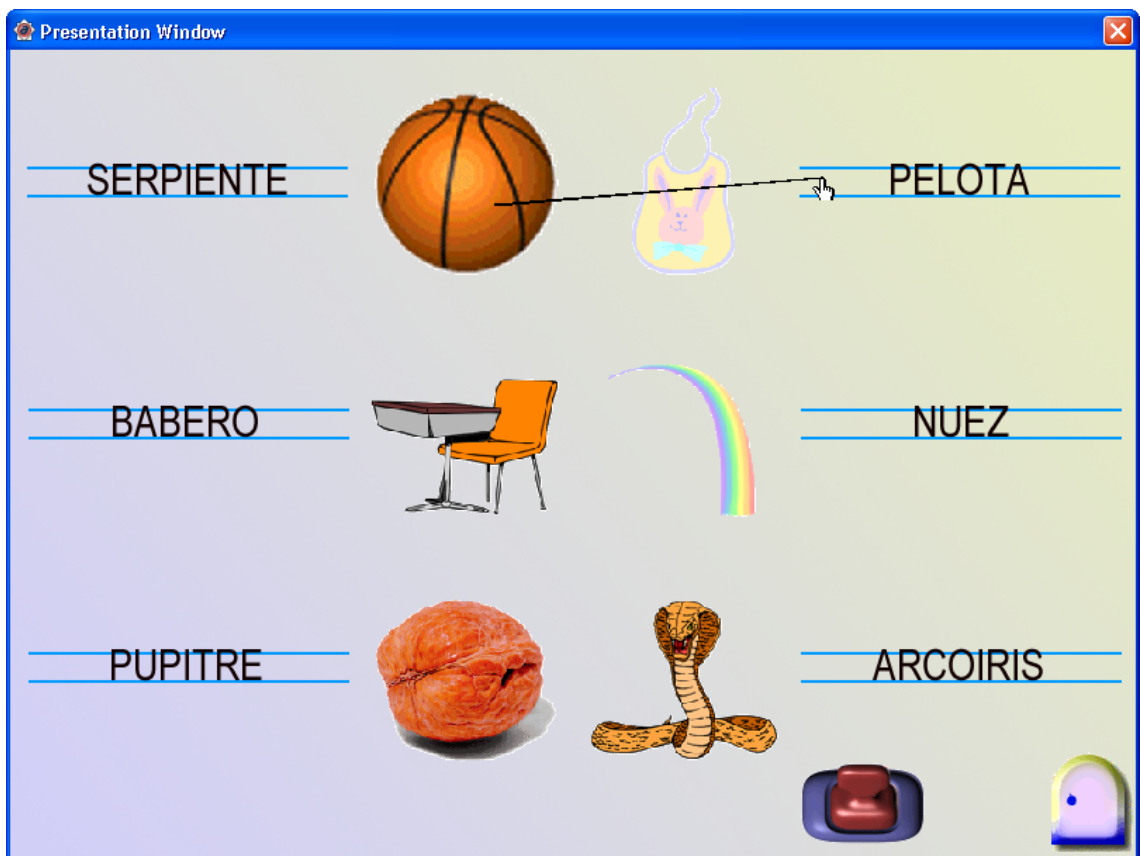 Presentation Window
SERPIENTE
PELOTA
BABERO
NUEZ
PUPITRE
ARCOIRIS